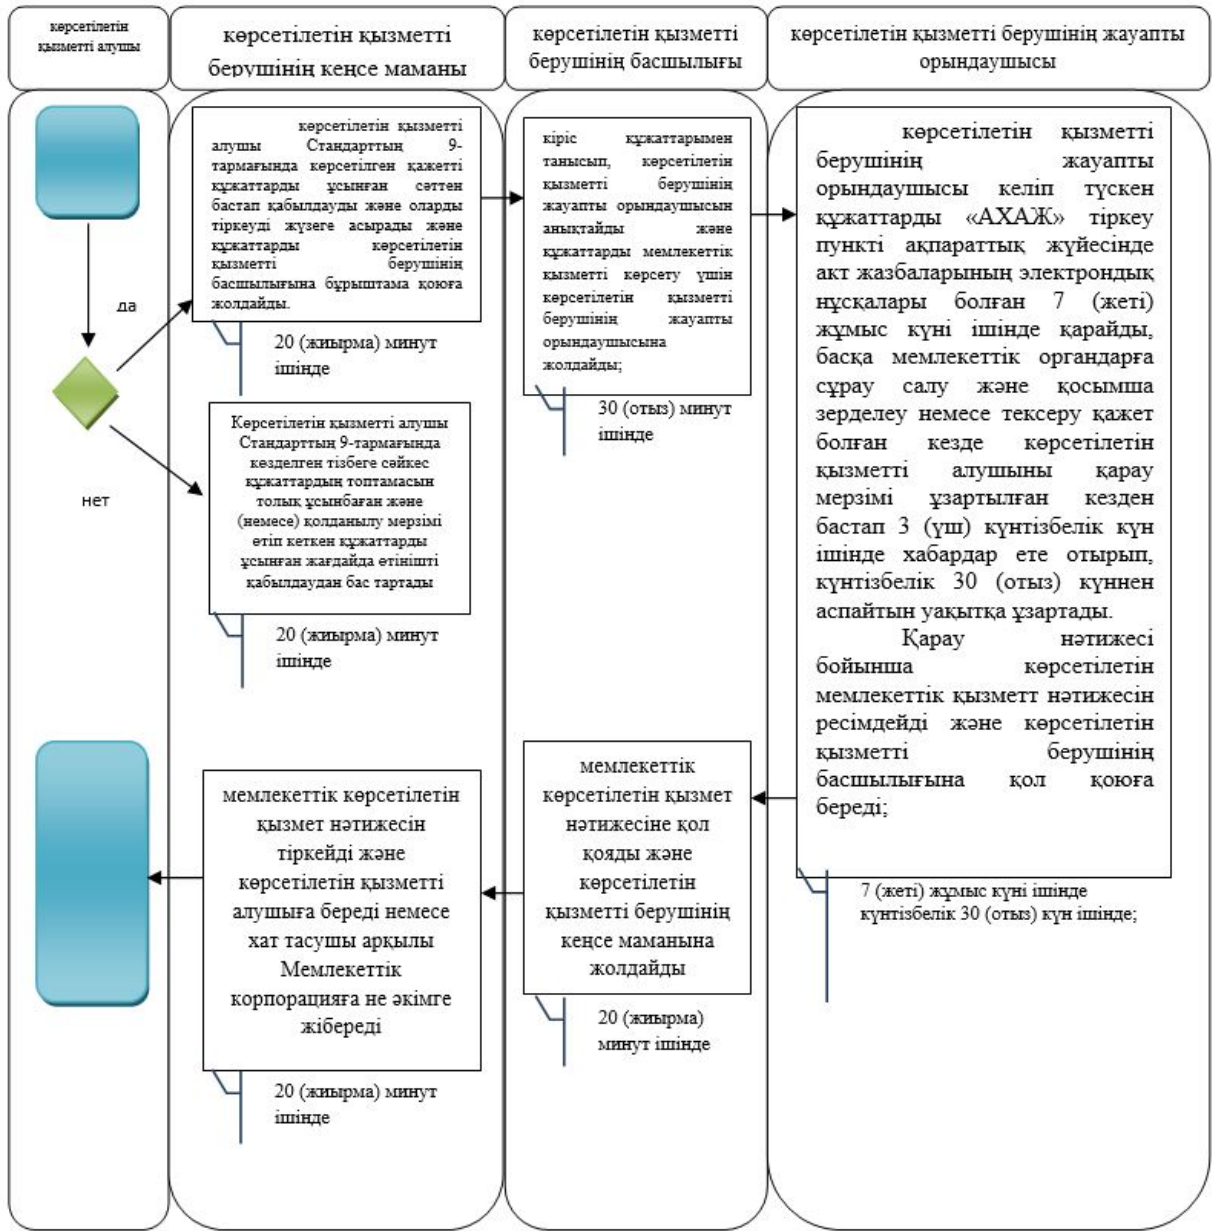 көрсетілетін
қызметті алушы
көрсетілетін қызметті
берушінің кеңсе маманы
көрсетілетін қызметті
берушінің басшылығы
көрсетілетін қызметті берушінің жауапты
орындаушысы
көрсетілетін қызметті
алушы Стандарттың 9-
тармағында көрсетілген қажетті
құжаттарды ұсынған сәттен
бастап қабылдауды және оларды
тіркеуді жүзеге асырады және
құжаттарды көрсетілетін
қызметті берушінің
басшылығына бұрыштама қоюға
жолдайды.
20 (жиырма) минут
ішінде
да
нет
Көрсетілетін қызметті алушы
Стандарттың 9-тармағында
көзделген тізбеге сәйкес
құжаттардың топтамасын
толық ұсынбаған және
(немесе) қолданылу мерзімі
өтіп кеткен құжаттарды
ұсынған жағдайда өтінішті
қабылдаудан бас тартады
20 (жиырма) минут
ішінде
кіріс құжаттарымен
танысып, көрсетілетін
қызметті берушінің
жауапты орындаушысын
анықтайды және
құжаттарды мемлекеттік
қызметті көрсету үшін
көрсетілетін қызметті
берушінің жауапты
орындаушысына
жолдайды;
30 (отыз) минут
ішінде
көрсетілетін қызметті
берушінің жауапты
орындаушысы келіп түскен
құжаттарды «АХАЖ» тіркеу
пункті ақпараттық жүйесінде
акт жазбаларының электрондық
нұсқалары болған 7 (жеті)
жұмыс күні ішінде қарайды,
басқа мемлекеттік органдарға
сұрау салу және қосымша
зерделеу немесе тексеру қажет
болған кезде көрсетілетін
қызметті алушыны қарау
мерзімі ұзартылған кезден
бастап 3 (үш) күнтізбелік күн
ішінде хабардар ете отырып,
күнтізбелік 30 (отыз) күннен
аспайтын уақытқа ұзартады.
Қарау нәтижесі
бойынша көрсетілетін
мемлекеттік қызметт нәтижесін
ресімдейді және көрсетілетін
қызметті берушінің
басшылығына қол қоюға
береді;
7 (жеті) жұмыс күні ішінде
күнтізбелік 30 (отыз) күн ішінде;
мемлекеттік
көрсетілетін қызмет
нәтижесіне қол
қояды және
көрсетілетін
қызметті берушінің
кеңсе маманына
жолдайды
20 (жиырма)
минут ішінде
мемлекеттік көрсетілетін
қызмет нәтижесін
тіркейді және
көрсетілетін қызметті
алушыға береді немесе
хат тасушы арқылы
Мемлекеттік
корпорацияға не әкімге
жібереді
20 (жиырма) минут
ішінде